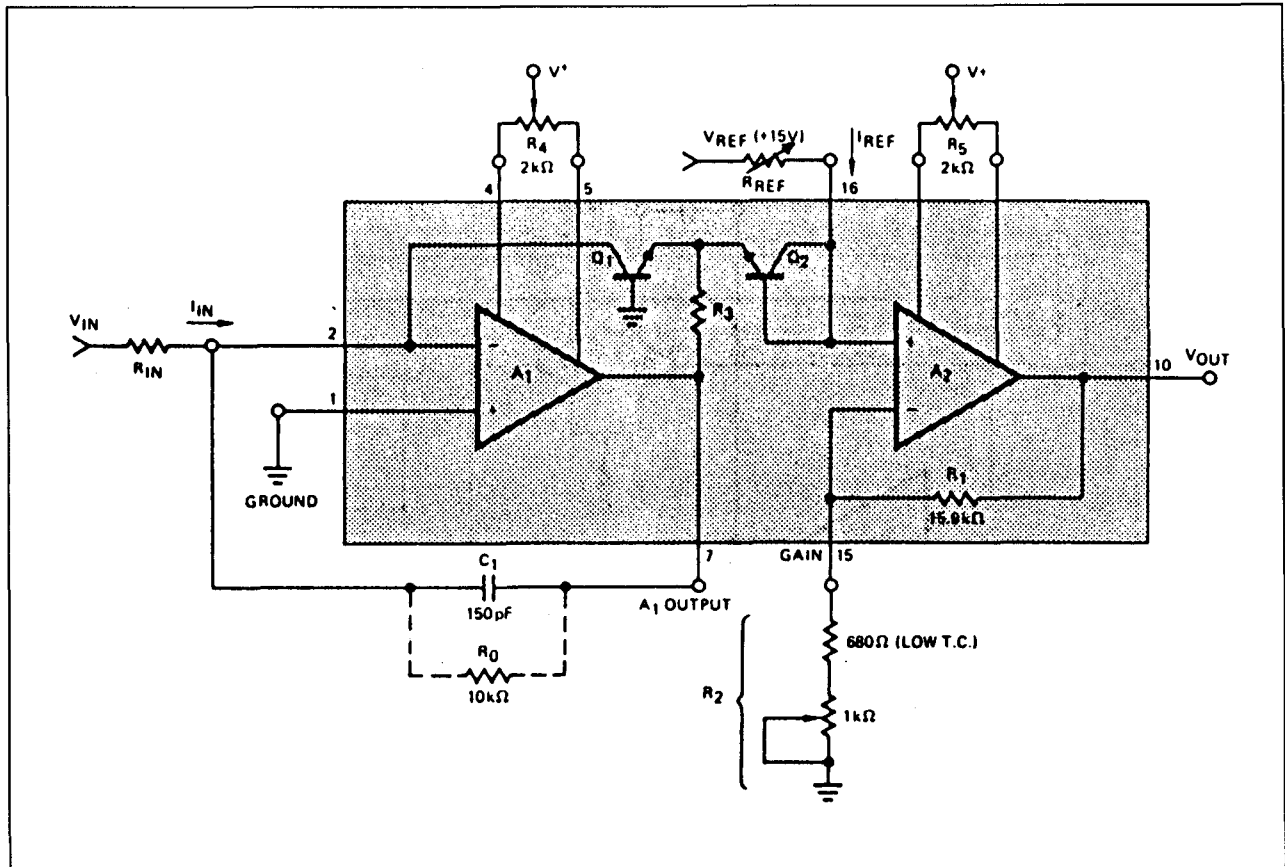 V+
V+
R4
2kΩ
VREF (+15V)
IREF
R5
2kΩ
RREF
4
5
16
Q1
Q2
R3
VIN
IIN
RIN
2
-
A1
+
1
+
A2
-
10
VOUT
R1
15.9kΩ
GROUND
7
GAIN
15
C1
150pF
A1 OUTPUT
R0
10kΩ
R2
680Ω (LOW T.C.)
1kΩ